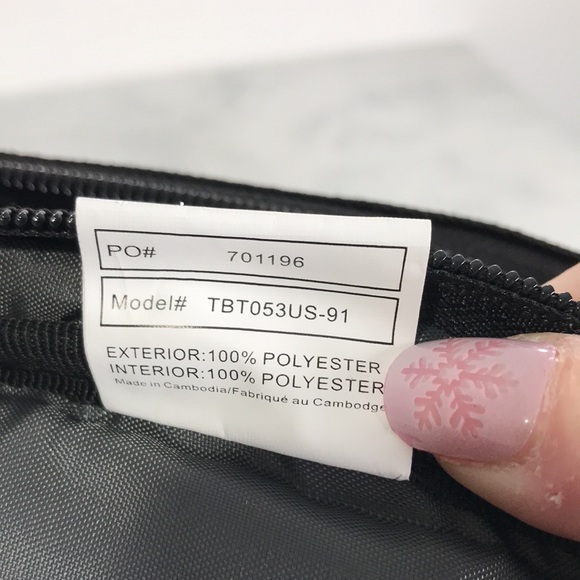 PO# 701196
Model# TBT053US-91
EXTERIOR:100% POLYESTER
INTERIOR:100% POLYESTER
Made in Cambodia/Fabriqué au Cambodge